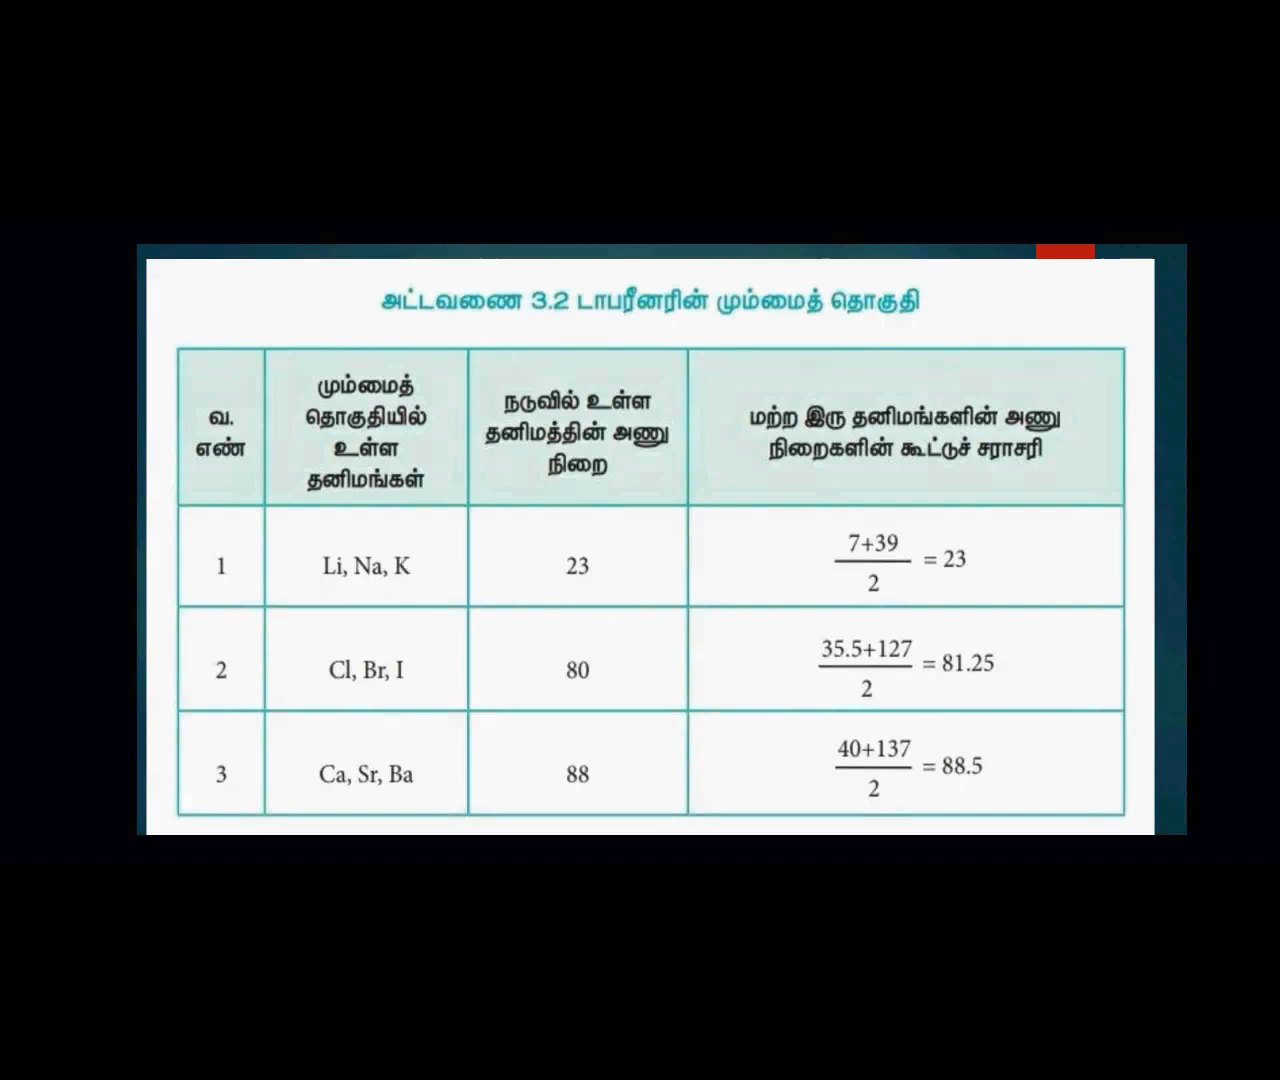 அட்டவணை 3.2 டாபரீனரின் மும்மைத் தொகுதி
வ.
எண்
மும்மைத்
தொகுதியில்
உள்ள
தனிமங்கள்
நடுவில் உள்ள
தனிமத்தின் அணு
நிறை
மற்ற இரு தனிமங்களின் அணு
நிறைகளின் கூட்டுச் சராசரி
1
Li, Na, K
23
7+39
2
= 23
2
Cl, Br, I
80
35.5+127
2
= 81.25
3
Ca, Sr, Ba
88
40+137
2
= 88.5